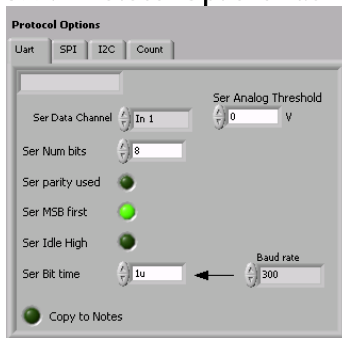 Protocol Options
Uart SPI I2C Count
Ser Analog Threshold
Ser Data Channel In 1 0 V
Ser Num bits 8
Ser parity used
Ser MSB first
Ser Idle High
Baud rate
Ser Bit time 1u 300
Copy to Notes